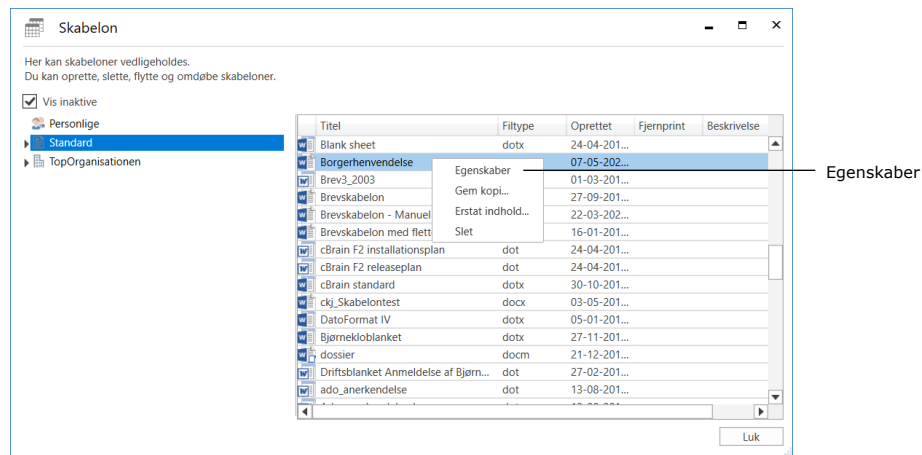 Skabelon
Her kan skabeloner vedligeholdes.
Du kan oprette, slette, flytte og omdøbe skabeloner.
Vis inaktive
Personlige
Standard
TopOrganisationen
Titel Filtype Oprettet Fjernprint Beskrivelse
Blank sheet dotx 24-04-201...
Borgerhenvendelse 07-05-202...
Brev3_2003 01-03-201...
Brevskabelon 27-09-201...
Brevskabelon - Manuel 22-03-202...
Brevskabelon med flett 16-01-201...
cBrain F2 installationsplan dot 24-04-201...
cBrain F2 releaseplan dot 24-04-201...
cBrain standard dotx 30-10-201...
ckj_Skabelontest docx 03-05-201...
DatoFormat IV dotx 05-01-201...
Bjørnekloblanket dotx 27-11-201...
dossier docm 21-12-201...
Driftsblanket Anmeldelse af Bjørn... dot 27-02-201...
ado_anerkendelse dot 13-08-201...
Egenskaber
Gem kopi...
Erstat indhold...
Slet
Egenskaber
Luk